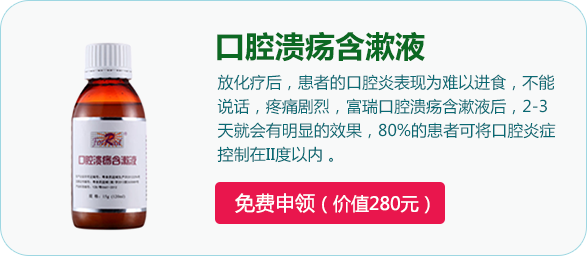 口腔溃疡含漱液
放化疗后，患者的口腔炎表现为难以进食，不能
说话，疼痛剧烈，富瑞口腔溃疡含漱液后，2-3
天就会有明显的效果，80%的患者可将口腔炎症
控制在II度以内 。
免费申领（价值280元）
口腔溃疡含漱液